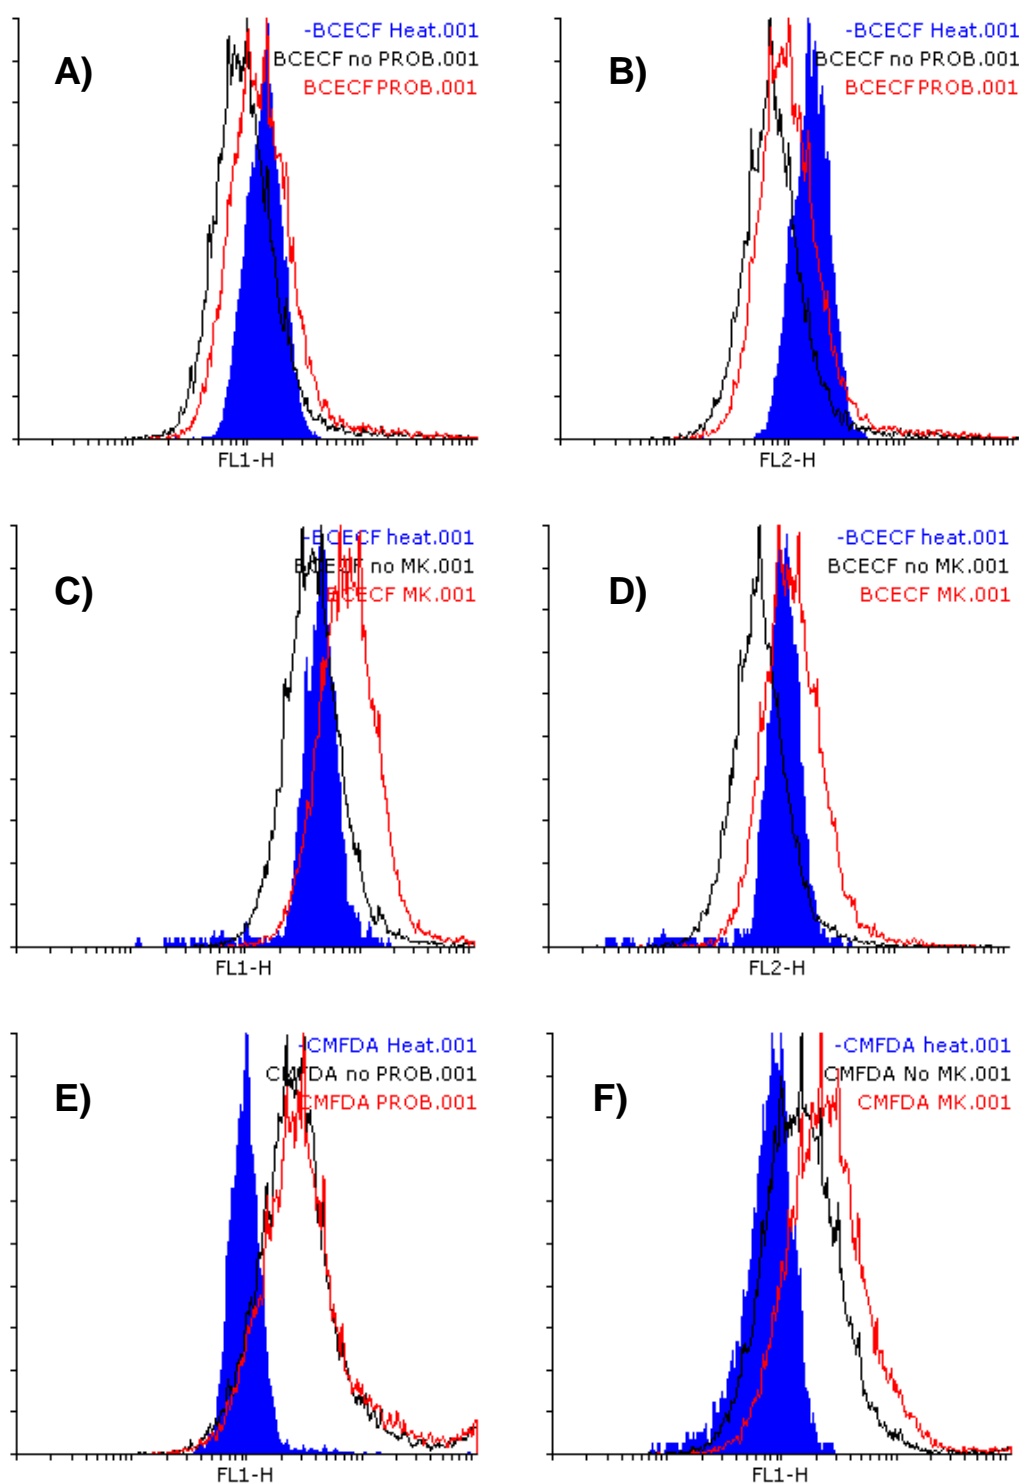 A)
-BCECF Heat.001
BCECF no PROB.001
BCECF PROB.001
FL1-H
B)
-BCECF Heat.001
BCECF no PROB.001
BCECF PROB.001
FL2-H
C)
-BCECF heat.001
BCECF no MK.001
BCECF MK.001
FL1-H
D)
-BCECF heat.001
BCECF no MK.001
BCECF MK.001
FL2-H
E)
-CMFDA Heat.001
CMFDA no PROB.001
CMFDA PROB.001
FL1-H
F)
-CMFDA heat.001
CMFDA No MK.001
CMFDA MK.001
FL1-H